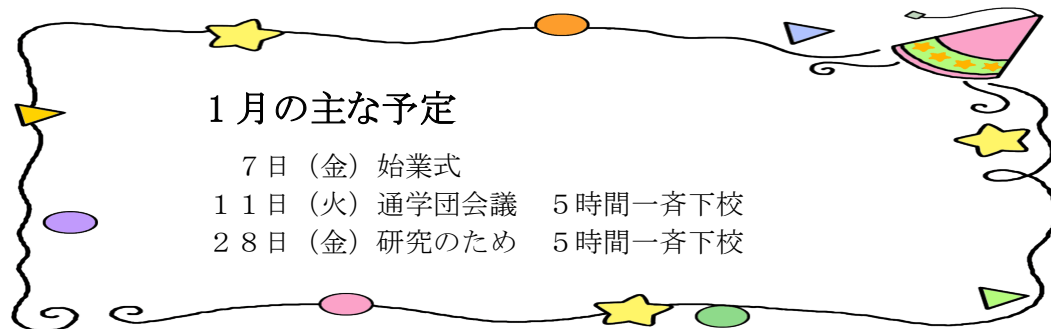 １月の主な予定
７日（金）始業式
１１日（火）通学団会議　５時間一斉下校
２８日（金）研究のため　５時間一斉下校